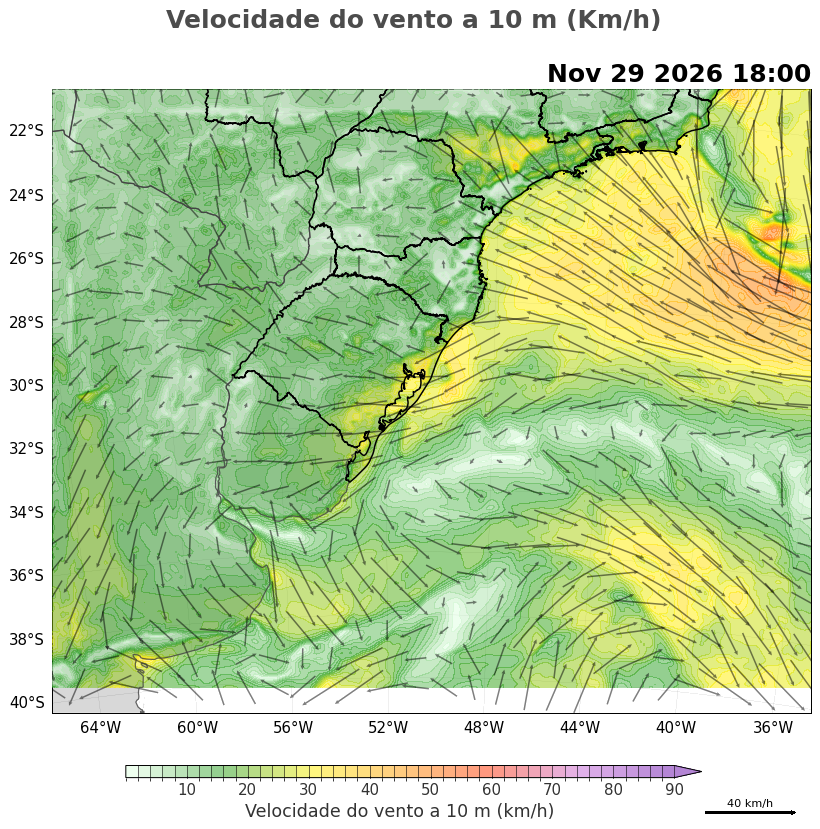 Velocidade do vento a 10 m (Km/h)
Nov 29 2026 18:00
22°S
24°S
26°S
28°S
30°S
32°S
34°S
36°S
38°S
40°S
64°W 60°W 56°W 52°W 48°W 44°W 40°W 36°W
10 20 30 40 50 60 70 80 90
Velocidade do vento a 10 m (km/h)
40 km/h